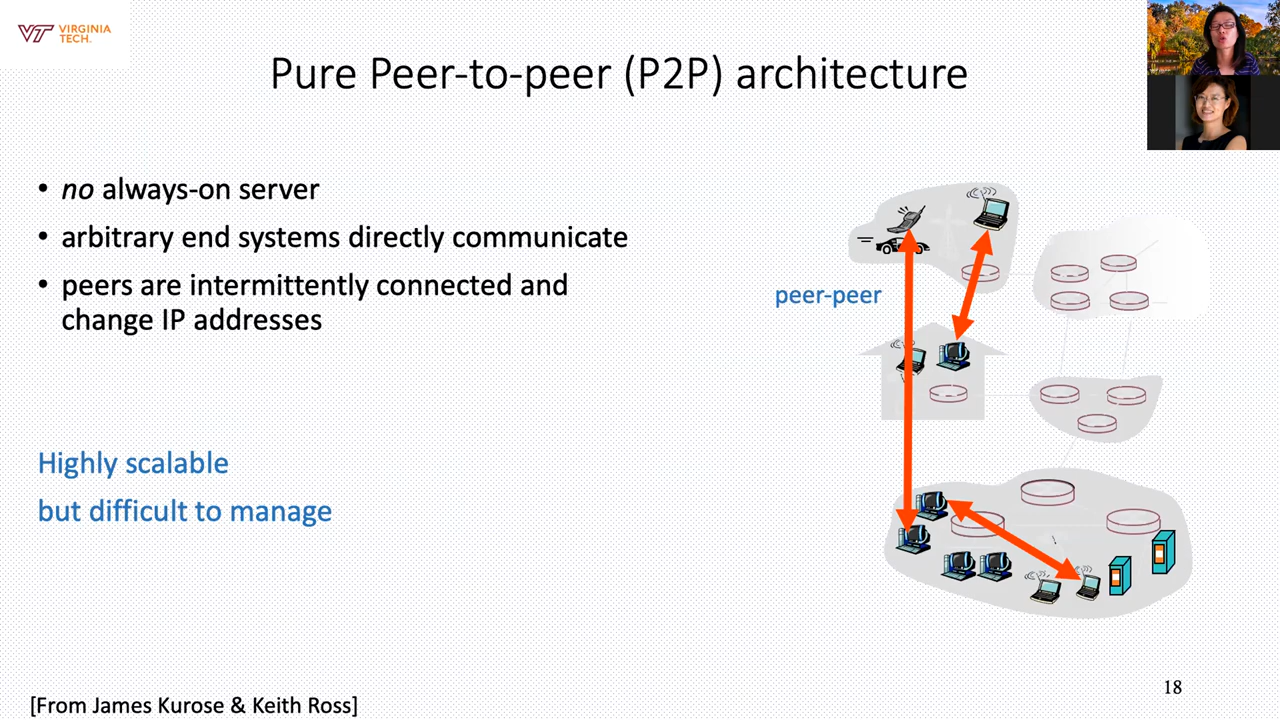 VT VIRGINIA
TECH.
Pure Peer-to-peer (P2P) architecture
• no always-on server
• arbitrary end systems directly communicate
• peers are intermittently connected and
change IP addresses
peer-peer
Highly scalable
but difficult to manage
18
[From James Kurose & Keith Ross]